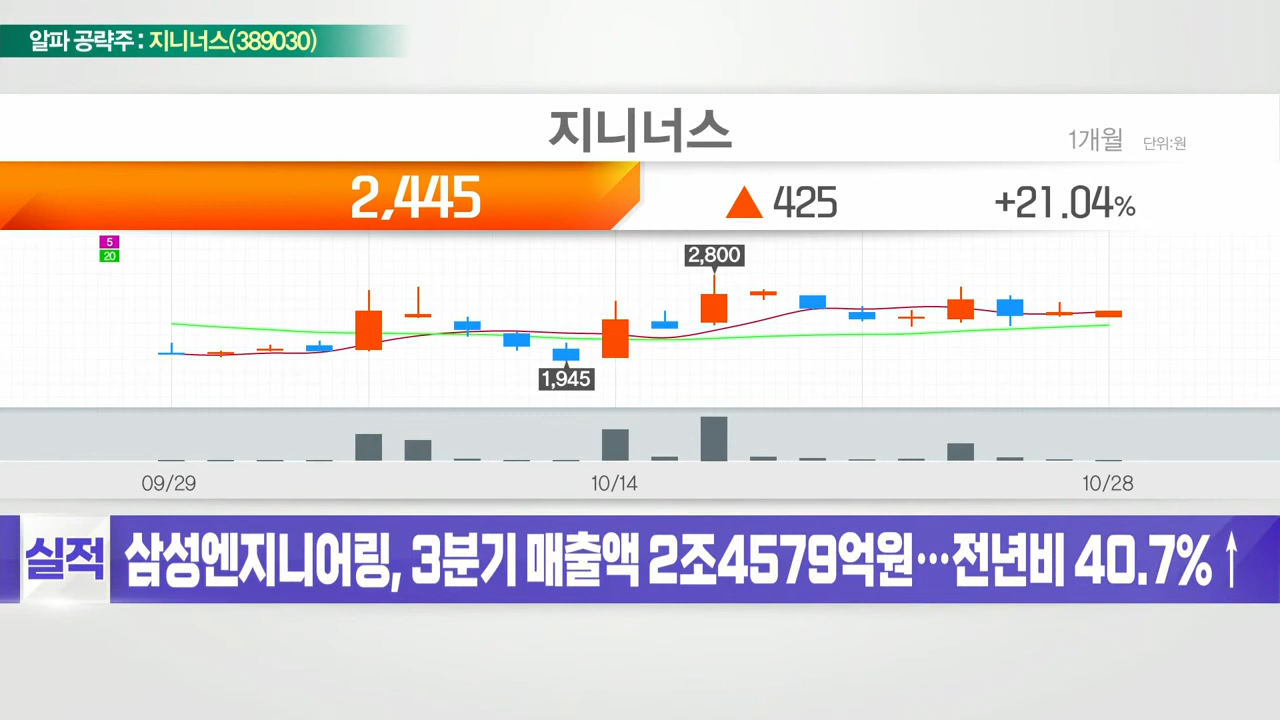 알파 공략주 : 지니너스(389030)
지니너스
1개월 단위:원
2,445 ▲ 425 +21.04%
5
20
2,800
1,945
09/29 10/14 10/28
실적 삼성엔지니어링, 3분기 매출액 2조4579억원…전년비 40.7%↑